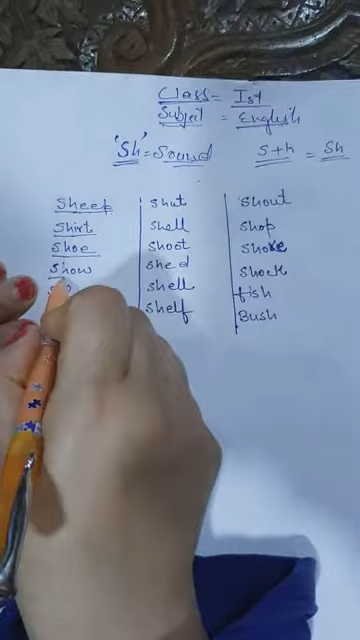 Class = Ist
Subject = English
'Sh' = Sound s+h = Sh
Sheep shut shout
Shirt shell shop
Shoe shoot shore
Show shed shock
shell fish
shelf Bush